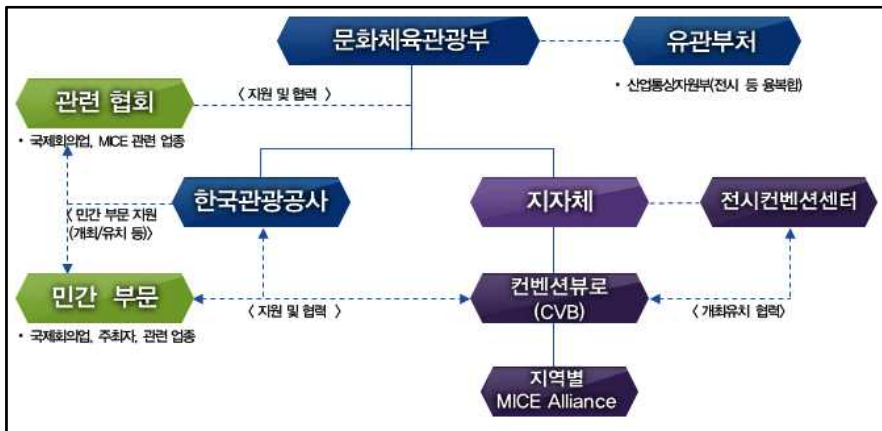 문화체육관광부
유관부처
• 산업통상자원부(전시 등 융복합)
관련 협회
< 지원 및 협력 >
• 국제회의업, MICE 관련 업종
한국관광공사
지자체
전시컨벤션센터
< 민간 부문 지원
(개최/유치 등)>
민간 부문
< 지원 및 협력 >
컨벤션뷰로
(CVB)
< 개최유치 협력>
• 국제회의업, 주최자, 관련 업종
지역별
MICE Alliance